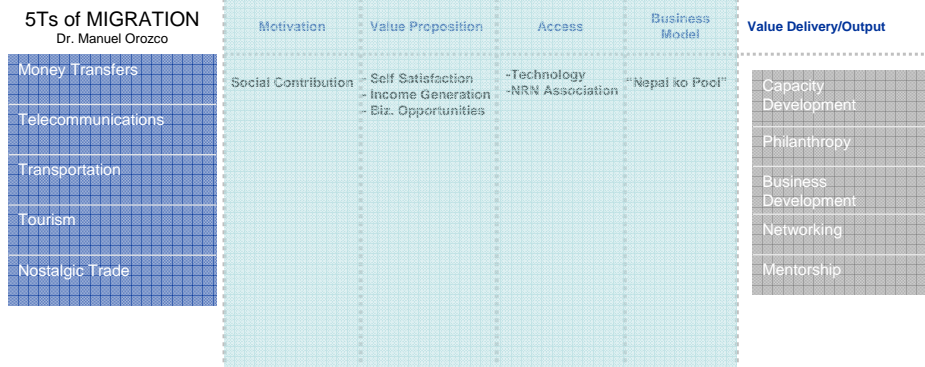 5Ts of MIGRATION
Dr. Manuel Orozco
Money Transfers
Telecommunications
Transportation
Tourism
Nostalgic Trade
Motivation
Social Contribution
Value Proposition
- Self Satisfaction
- Income Generation
- Biz. Opportunities
Access
-Technology
-NRN Association
Business
Model
"Nepal ko Pool"
Value Delivery/Output
Capacity
Development
Philanthropy
Business
Development
Networking
Mentorship